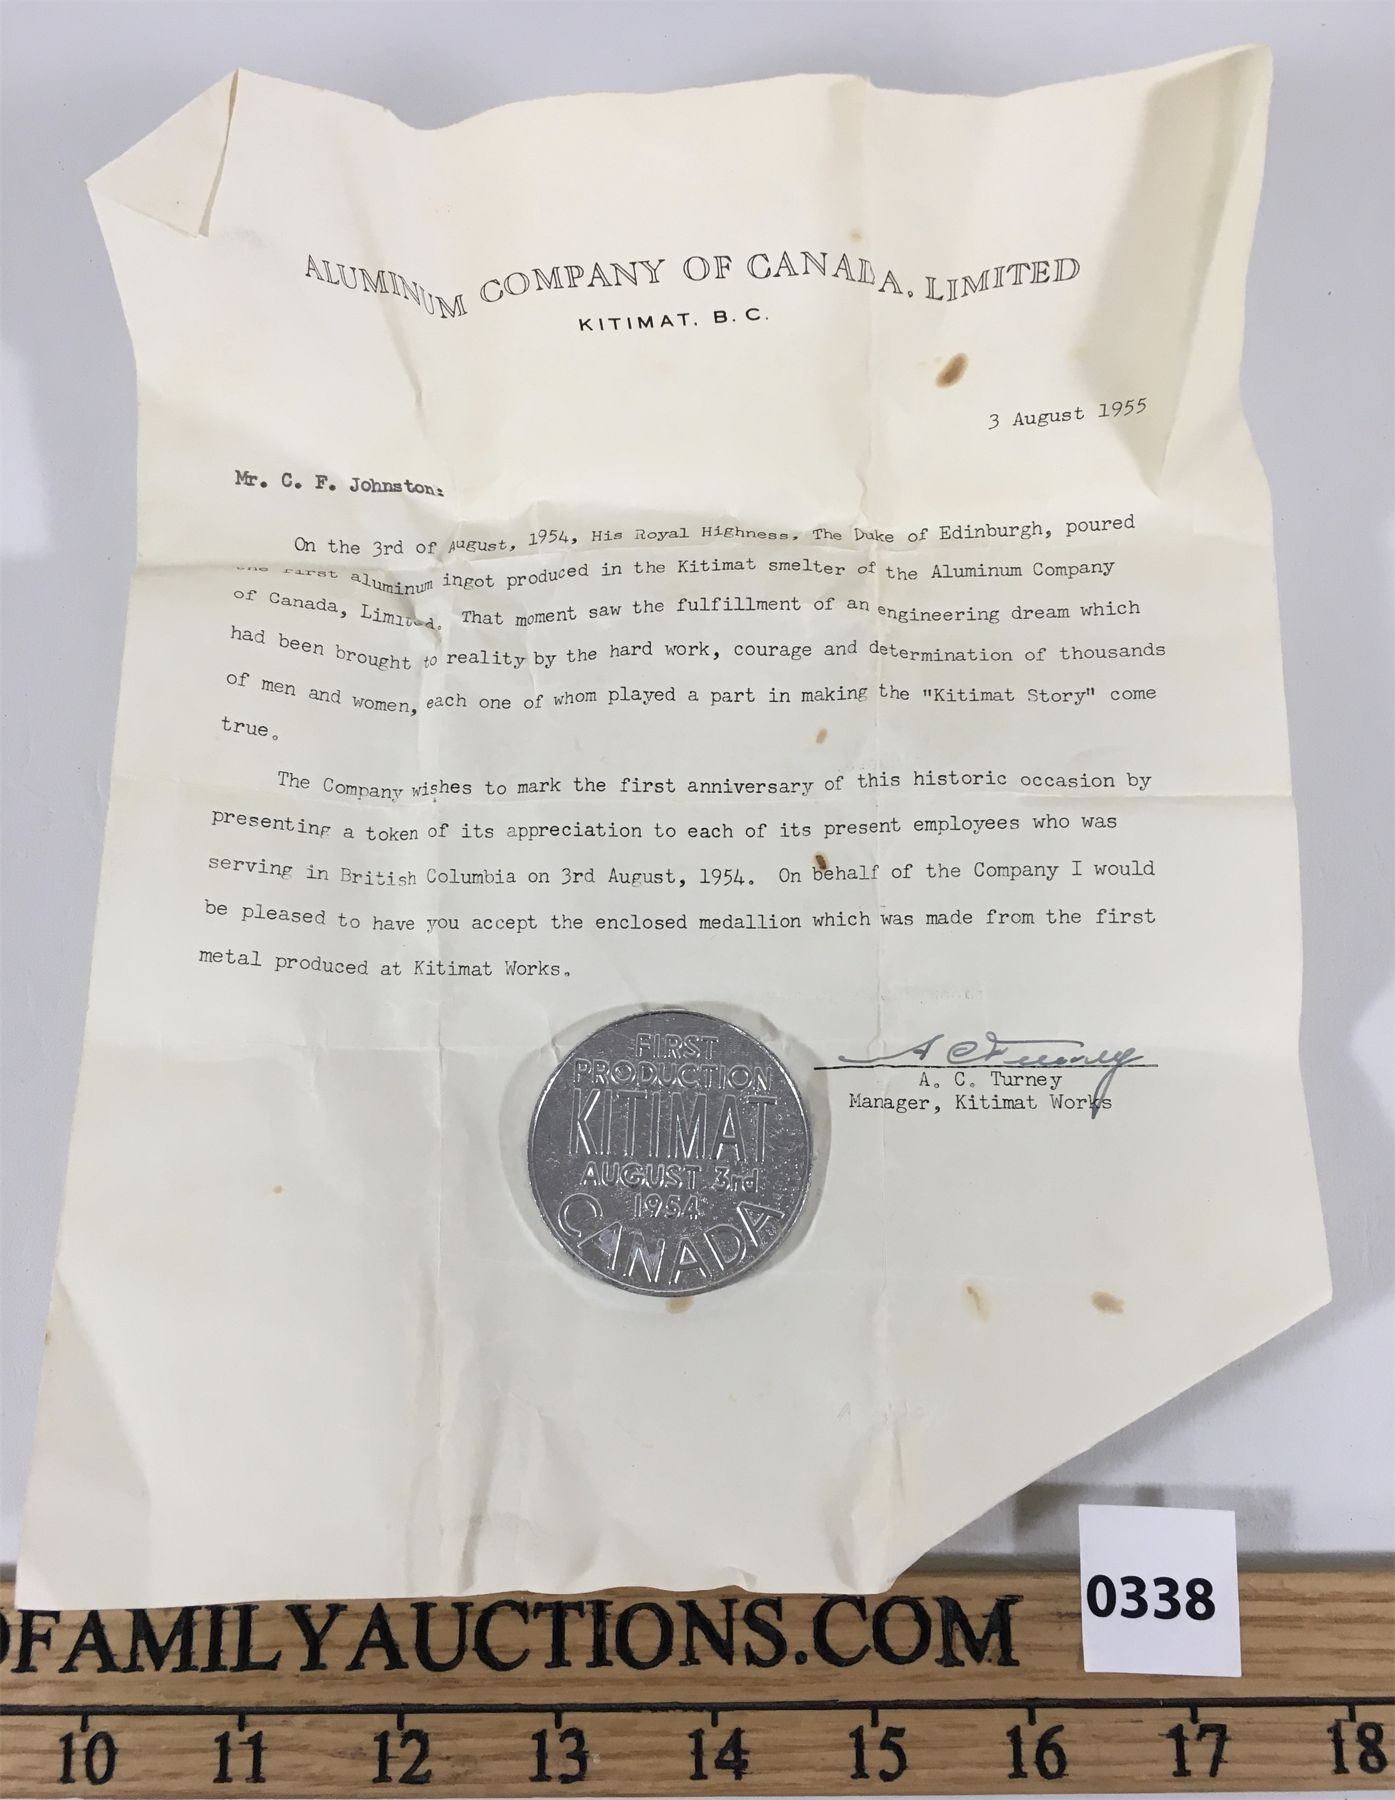 ALUMINUM COMPANY OF CANADA, LIMITED
KITIMAT, B. C.
3 August 1955
Mr. C. F. Johnston:
On the 3rd of August, 1954, His Royal Highness, The Duke of Edinburgh, poured
the first aluminum ingot produced in the Kitimat smelter of the Aluminum Company
of Canada, Limited. That moment saw the fulfillment of an engineering dream which
had been brought to reality by the hard work, courage and determination of thousands
of men and women, each one of whom played a part in making the "Kitimat Story" come
true.
The Company wishes to mark the first anniversary of this historic occasion by
presenting a token of its appreciation to each of its present employees who was
serving in British Columbia on 3rd August, 1954. On behalf of the Company I would
be pleased to have you accept the enclosed medallion which was made from the first
metal produced at Kitimat Works.
A C Turney
A. C. Turney
Manager, Kitimat Works
FIRST
PRODUCTION
KITIMAT
AUGUST 3rd
1954
CANADA
0338
FAMILYAUCTIONS.COM
10 11 12 13 14 15 16 17 18